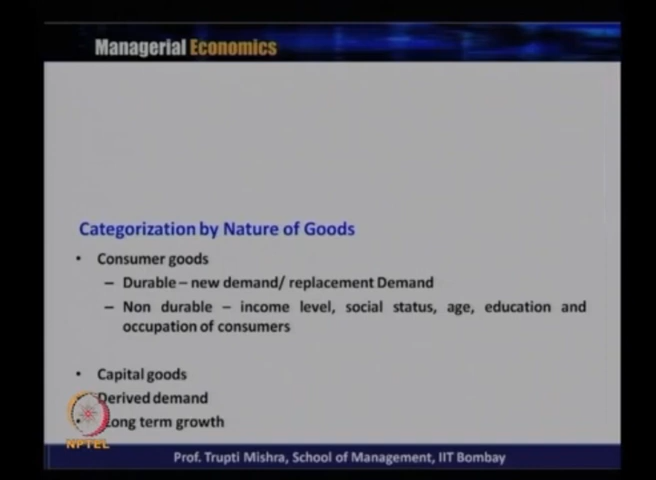 Managerial Economics
Categorization by Nature of Goods
• Consumer goods
– Durable – new demand/ replacement Demand
– Non durable – income level, social status, age, education and
occupation of consumers
• Capital goods
Derived demand
• Long term growth
NPTEL
Prof. Trupti Mishra, School of Management, IIT Bombay